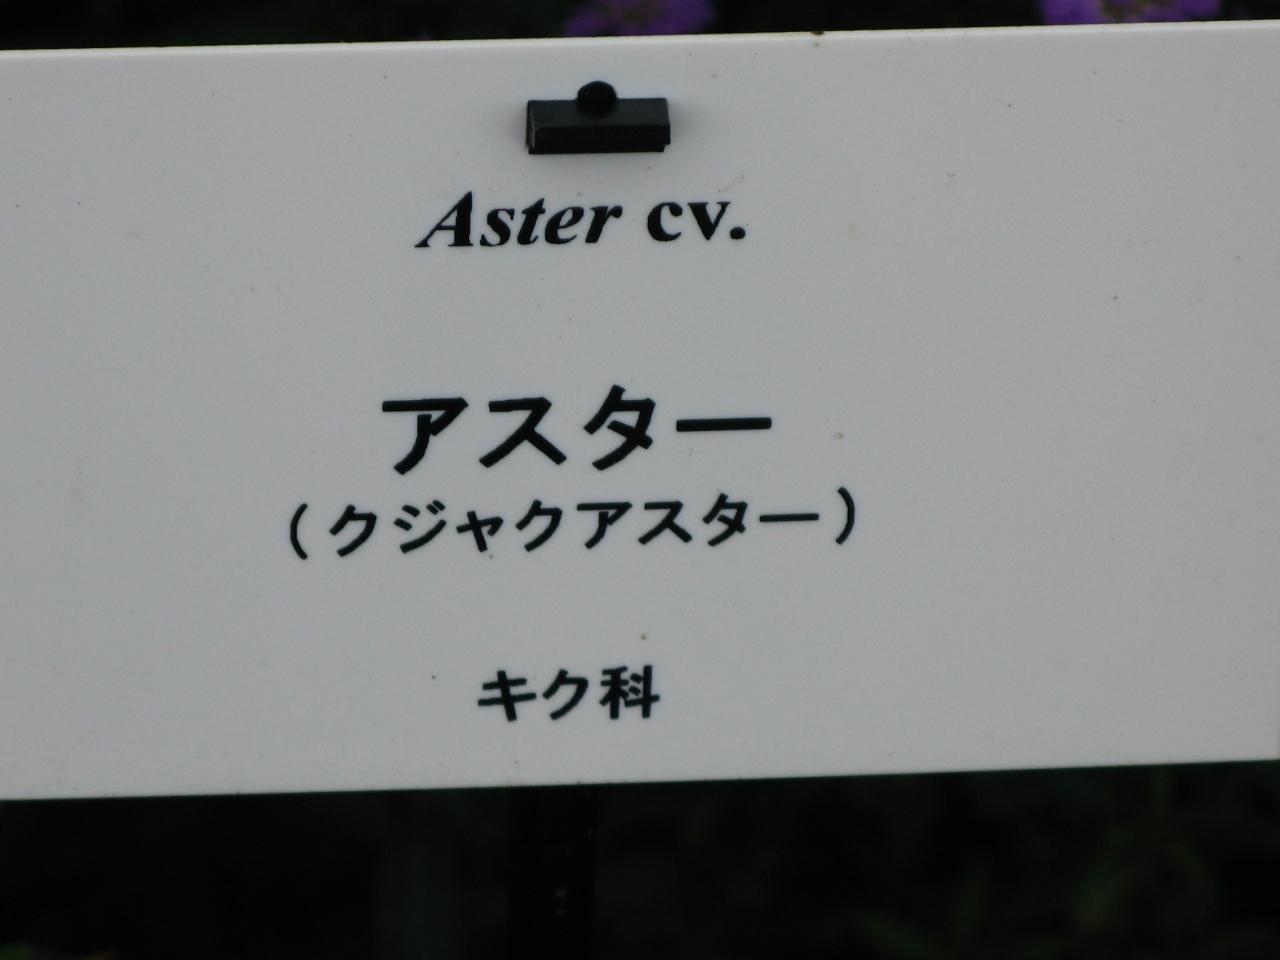 Aster cv.
アスター
（クジャクアスター）
キク科